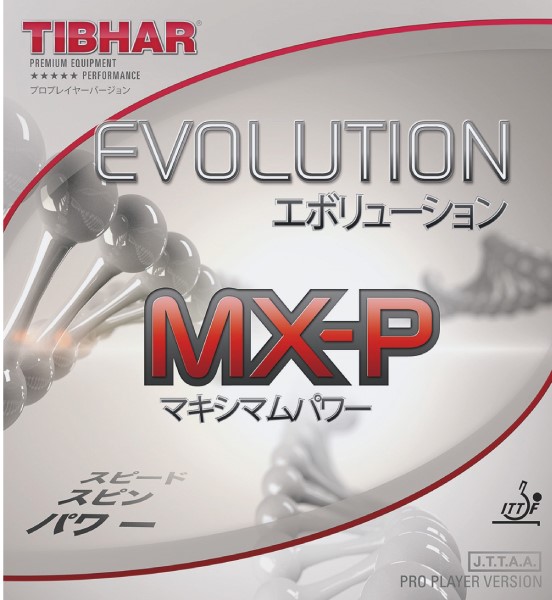 TIBHAR
PREMIUM EQUIPMENT
★★★★★ PERFORMANCE
プロプレイヤーバージョン
EVOLUTION
エボリューション
MX-P
マキシマムパワー
スピード
スピン
パワー
ITTF
J.T.T.A.A.
PRO PLAYER VERSION